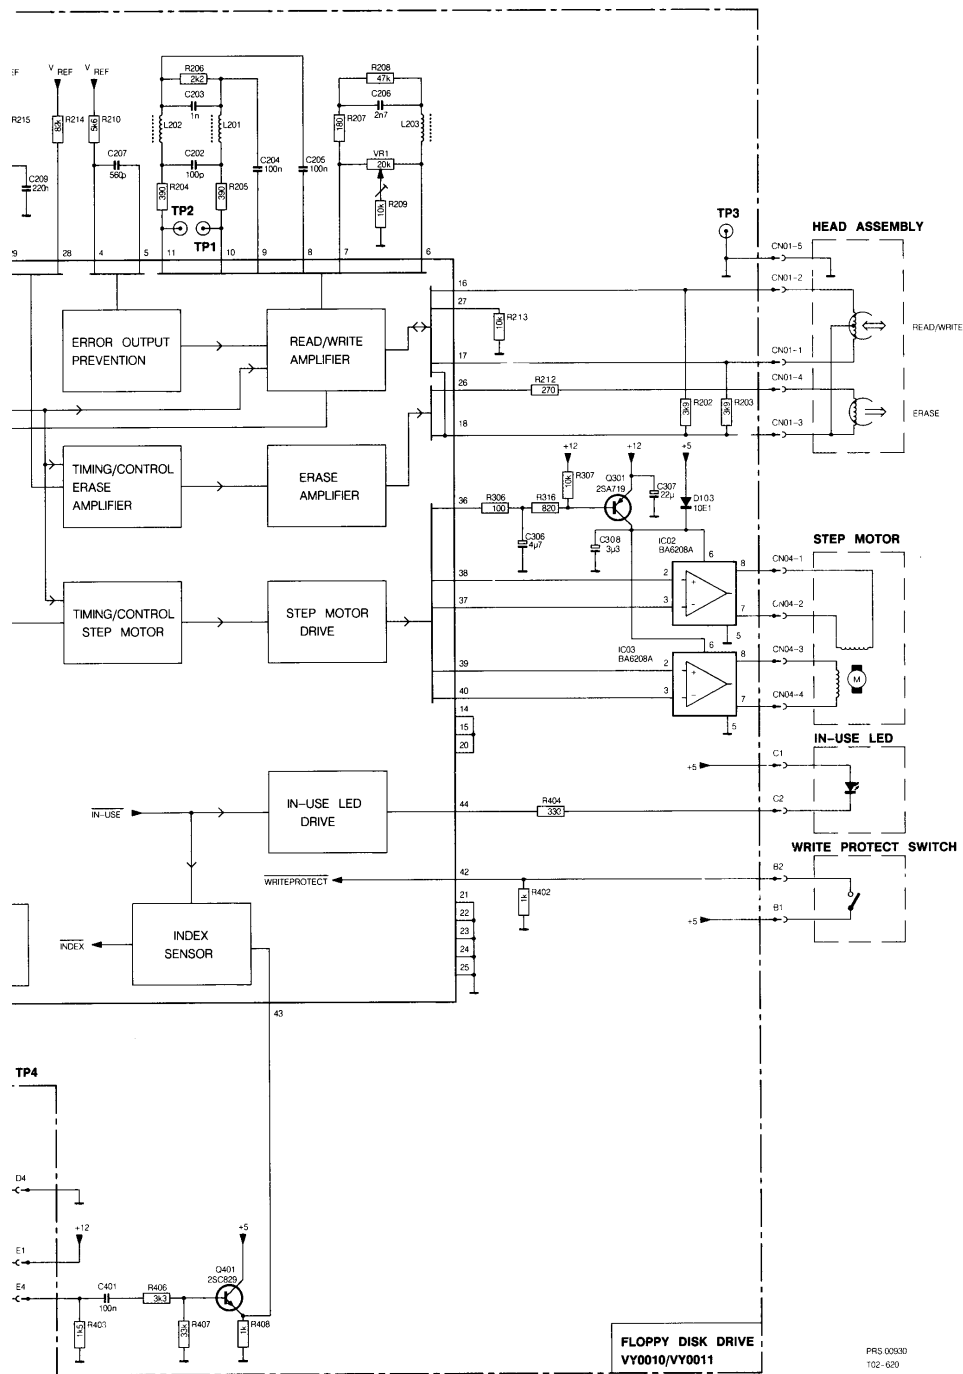 EF
V REF
V REF
R215
R214
82k
R210
5k6
C209
220n
C207
560p
R206
2k2
C203
1n
L202
L201
C202
100p
R204
390
R205
390
TP2
TP1
C204
100n
C205
100n
R208
47k
C206
2n7
R207
180
L203
VR1
20k
R209
10k
TP3
29
28
4
5
11
10
9
8
7
6
HEAD ASSEMBLY
CN01-5
CN01-2
CN01-1
CN01-4
CN01-3
READ/WRITE
ERASE
16
27
R213
10k
17
26
R212
270
18
R202
3k9
R203
3k9
ERROR OUTPUT
PREVENTION
READ/WRITE
AMPLIFIER
TIMING/CONTROL
ERASE
AMPLIFIER
ERASE
AMPLIFIER
+12
R307
10k
Q301
2SA719
+12
C307
22µ
+5
D103
10E1
36
R306
100
R316
820
C306
4µ7
C308
3µ3
IC02
BA6208A
6
38
2
+
8
37
3
−
7
5
STEP MOTOR
CN04-1
CN04-2
CN04-3
CN04-4
M
TIMING/CONTROL
STEP MOTOR
STEP MOTOR
DRIVE
IC03
BA6208A
6
39
2
+
8
40
3
−
7
5
14
15
20
IN-USE LED
+5
C1
C2
IN-USE
IN-USE LED
DRIVE
44
R404
330
WRITE PROTECT SWITCH
WRITEPROTECT
42
R402
1k
B2
+5
B1
INDEX
INDEX
SENSOR
21
22
23
24
25
43
TP4
D4
+12
E1
E4
R403
1k5
C401
100n
R406
3k3
R407
33k
Q401
2SC829
+5
R408
1k
FLOPPY DISK DRIVE
VY0010/VY0011
PRS 00930
T02-620